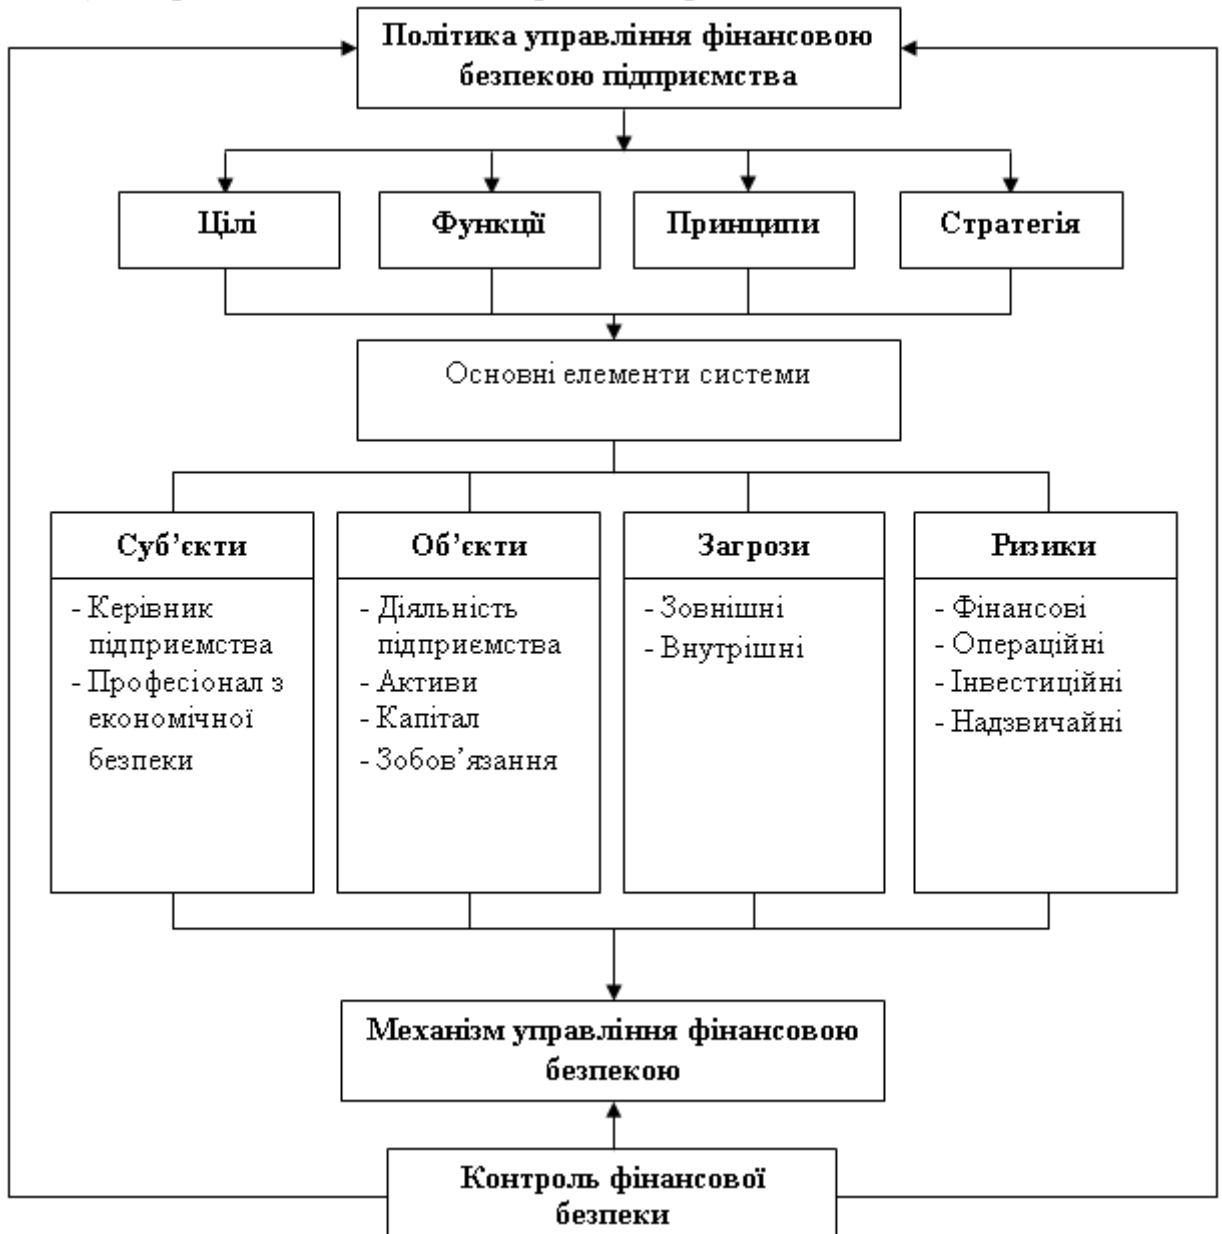 Політика управління фінансовою
безпекою підприємства
Цілі
Функції
Принципи
Стратегія
Основні елементи системи
Суб’єкти
- Керівник
підприємства
- Професіонал з
економічної
безпеки
Об’єкти
- Діяльність
підприємства
- Активи
- Капітал
- Зобов’язання
Загрози
- Зовнішні
- Внутрішні
Ризики
- Фінансові
- Операційні
- Інвестиційні
- Надзвичайні
Механізм управління фінансовою
безпекою
Контроль фінансової
безпеки